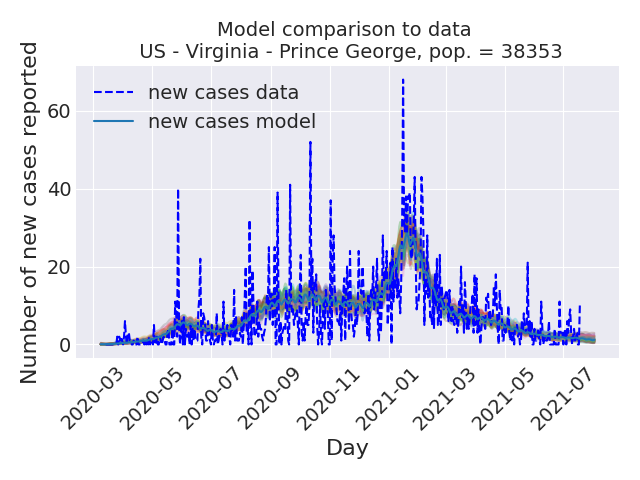 Model comparison to data
US - Virginia - Prince George, pop. = 38353
Number of new cases reported
new cases data
new cases model
60
40
20
0
2020-03
2020-05
2020-07
2020-09
2020-11
2021-01
2021-03
2021-05
2021-07
Day